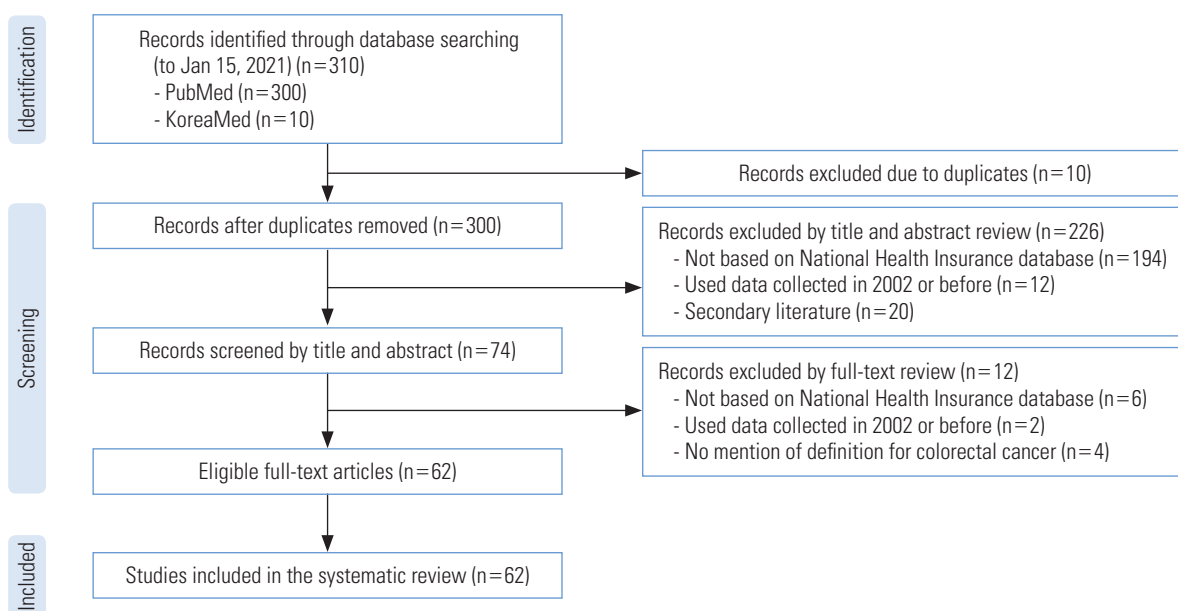 Identification
Records identified through database searching
(to Jan 15, 2021) (n=310)
- PubMed (n=300)
- KoreaMed (n=10)
Records excluded due to duplicates (n=10)
Screening
Records after duplicates removed (n=300)
Records excluded by title and abstract review (n=226)
- Not based on National Health Insurance database (n=194)
- Used data collected in 2002 or before (n=12)
- Secondary literature (n=20)
Records screened by title and abstract (n=74)
Records excluded by full-text review (n=12)
- Not based on National Health Insurance database (n=6)
- Used data collected in 2002 or before (n=2)
- No mention of definition for colorectal cancer (n=4)
Eligible full-text articles (n=62)
Included
Studies included in the systematic review (n=62)